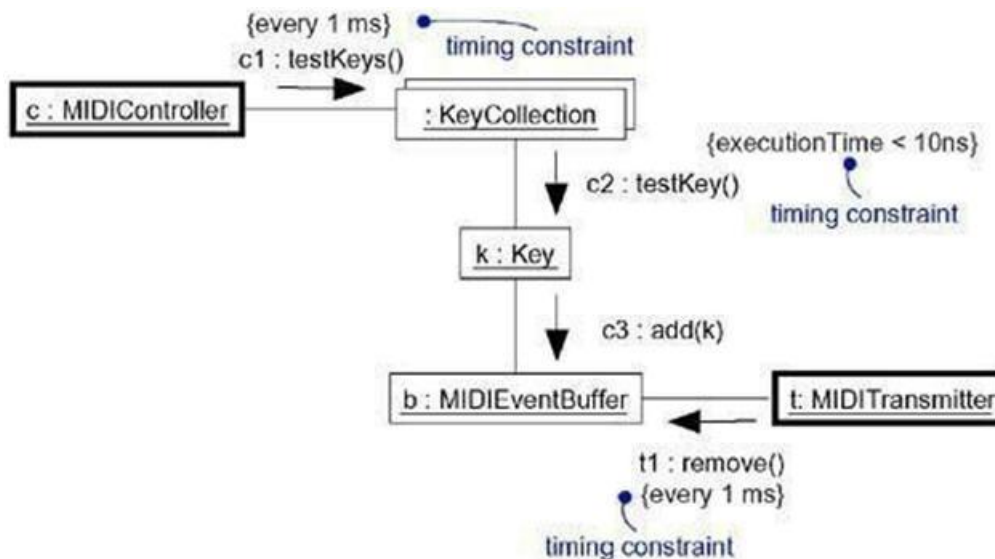 {every 1 ms}
timing constraint
c1 : testKeys()
c : MIDIController
: KeyCollection
{executionTime < 10ns}
c2 : testKey()
timing constraint
k : Key
c3 : add(k)
b : MIDIEventBuffer
t: MIDITransmitter
t1 : remove()
{every 1 ms}
timing constraint